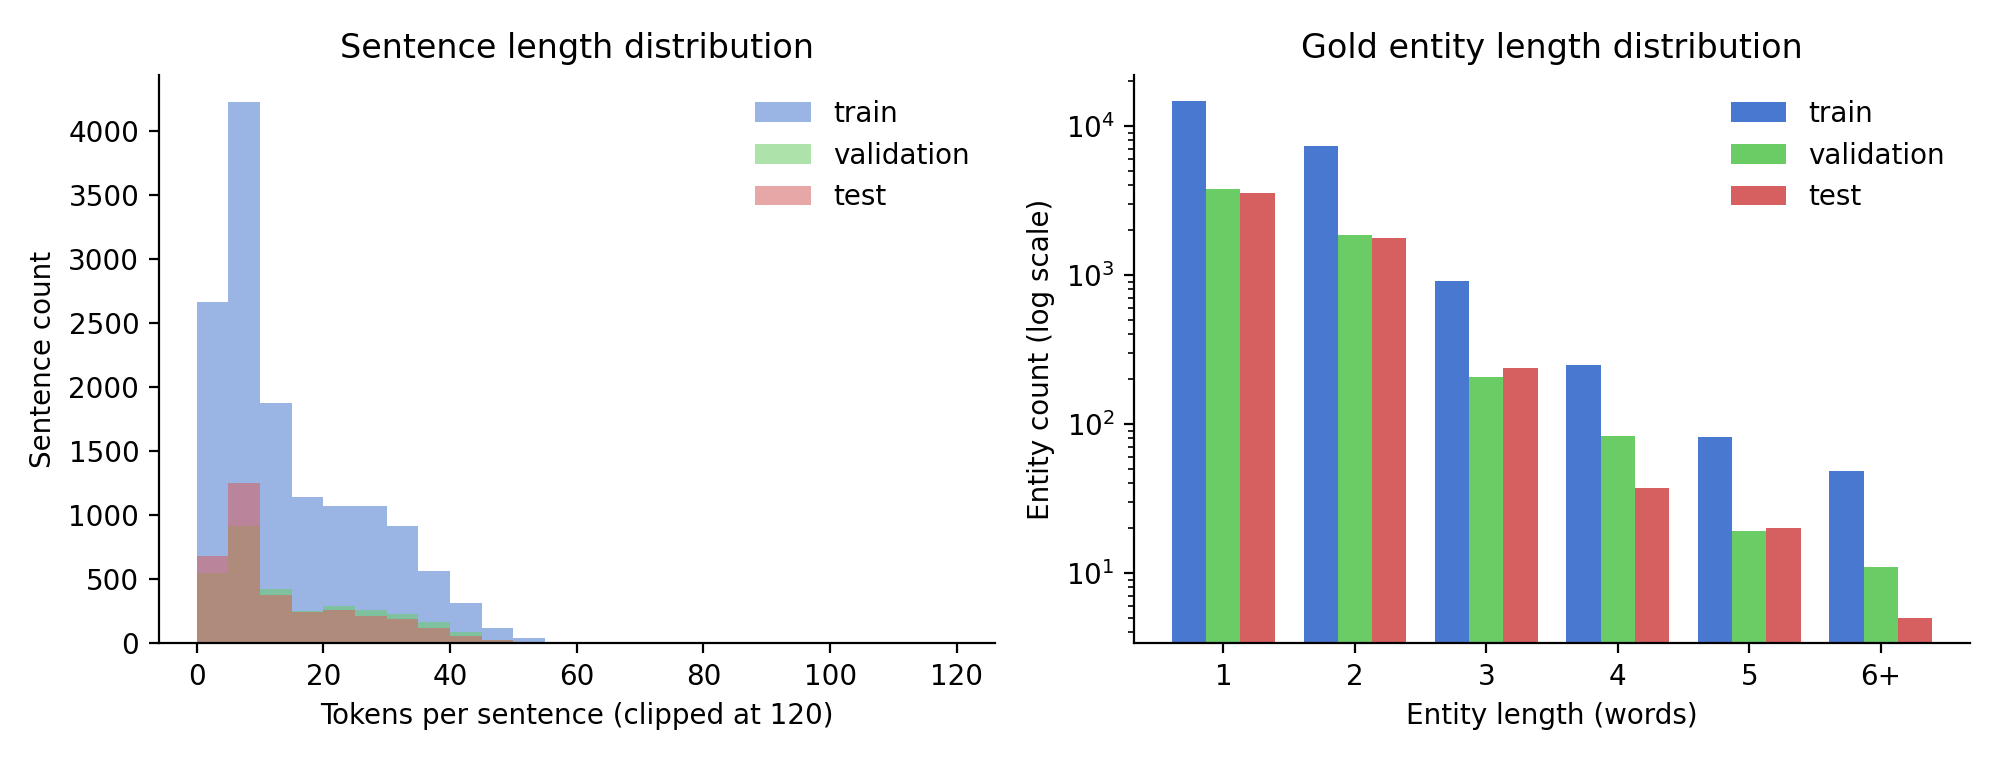 Sentence length distribution
train
validation
test
4000
3500
3000
2500
2000
1500
1000
500
0
Sentence count
0 20 40 60 80 100 120
Tokens per sentence (clipped at 120)
Gold entity length distribution
train
validation
test
10⁴
10³
10²
10¹
Entity count (log scale)
1 2 3 4 5 6+
Entity length (words)